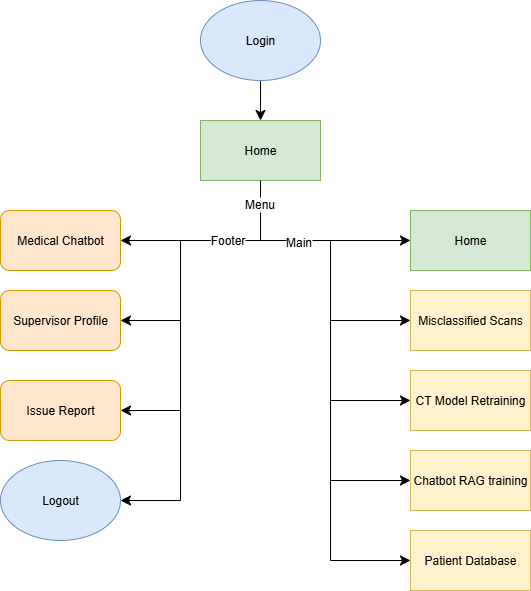 Login
Home
Menu
Footer
Main
Medical Chatbot
Home
Supervisor Profile
Misclassified Scans
Issue Report
CT Model Retraining
Logout
Chatbot RAG training
Patient Database